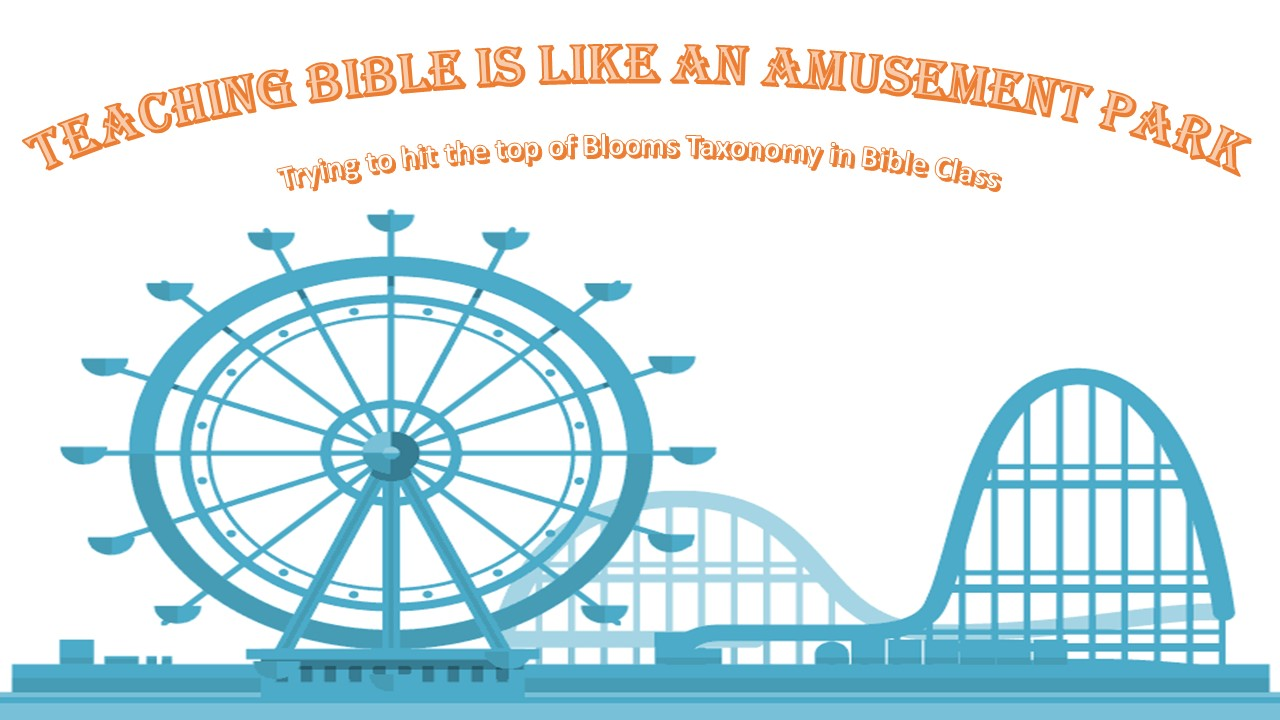 TEACHING BIBLE IS LIKE AN AMUSEMENT PARK
Trying to hit the top of Blooms Taxonomy in Bible Class